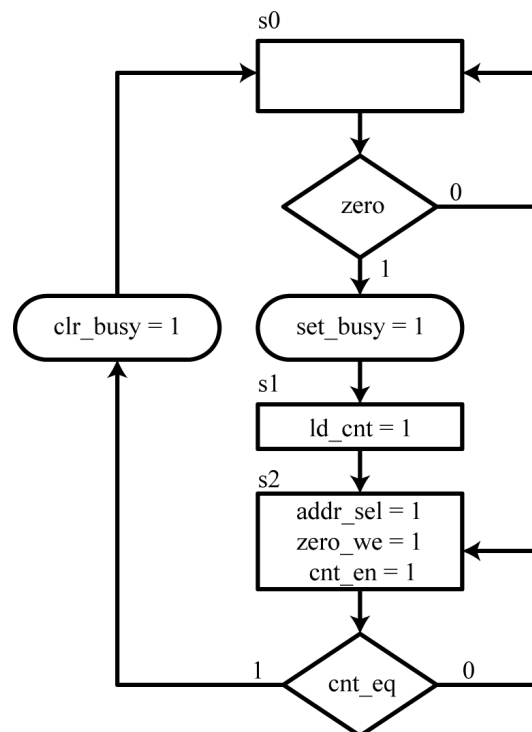 s0
zero
0
1
clr_busy = 1
set_busy = 1
s1
ld_cnt = 1
s2
addr_sel = 1
zero_we = 1
cnt_en = 1
1
cnt_eq
0